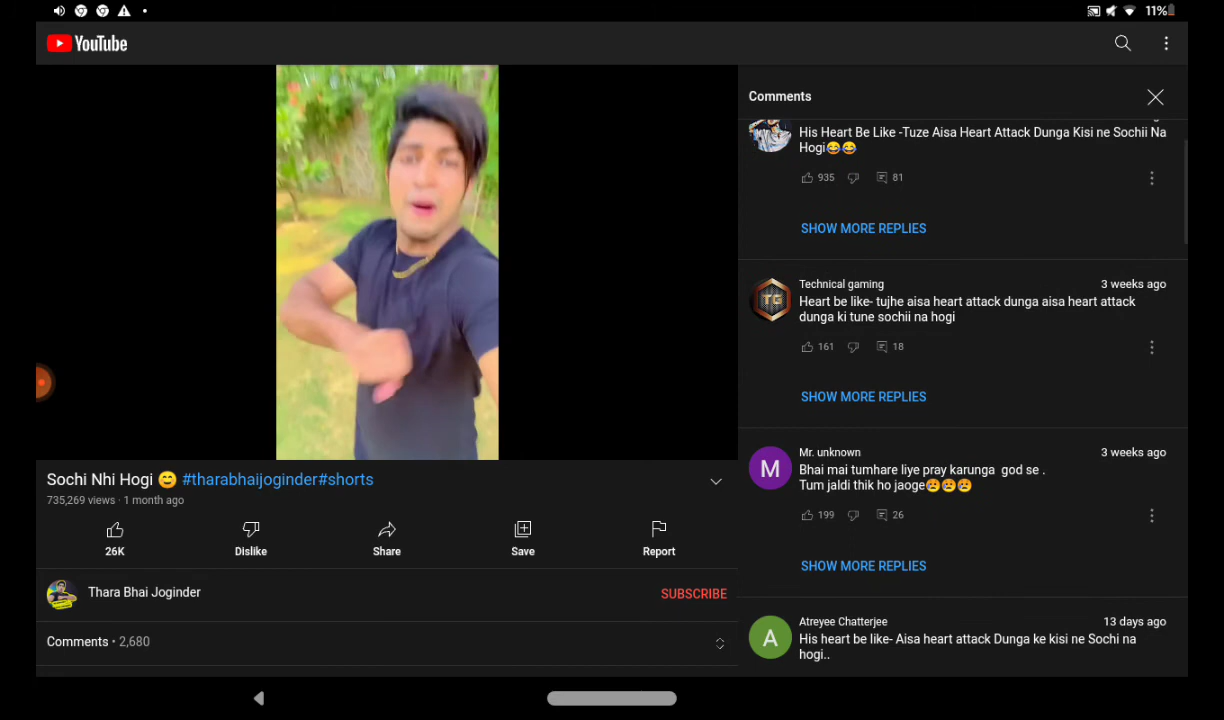 11%
YouTube
Comments
His Heart Be Like -Tuze Aisa Heart Attack Dunga Kisi ne Sochii Na
Hogi😂😂
935 81
SHOW MORE REPLIES
TG
Technical gaming 3 weeks ago
Heart be like- tujhe aisa heart attack dunga aisa heart attack
dunga ki tune sochii na hogi
161 18
SHOW MORE REPLIES
M
Mr. unknown 3 weeks ago
Bhai mai tumhare liye pray karunga god se .
Tum jaldi thik ho jaoge😥😥😥
199 26
SHOW MORE REPLIES
A
Atreyee Chatterjee 13 days ago
His heart be like- Aisa heart attack Dunga ke kisi ne Sochi na
hogi..
Sochi Nhi Hogi 😊 #tharabhaijoginder#shorts
735,269 views · 1 month ago
26K Dislike Share Save Report
Thara Bhai Joginder SUBSCRIBE
Comments • 2,680